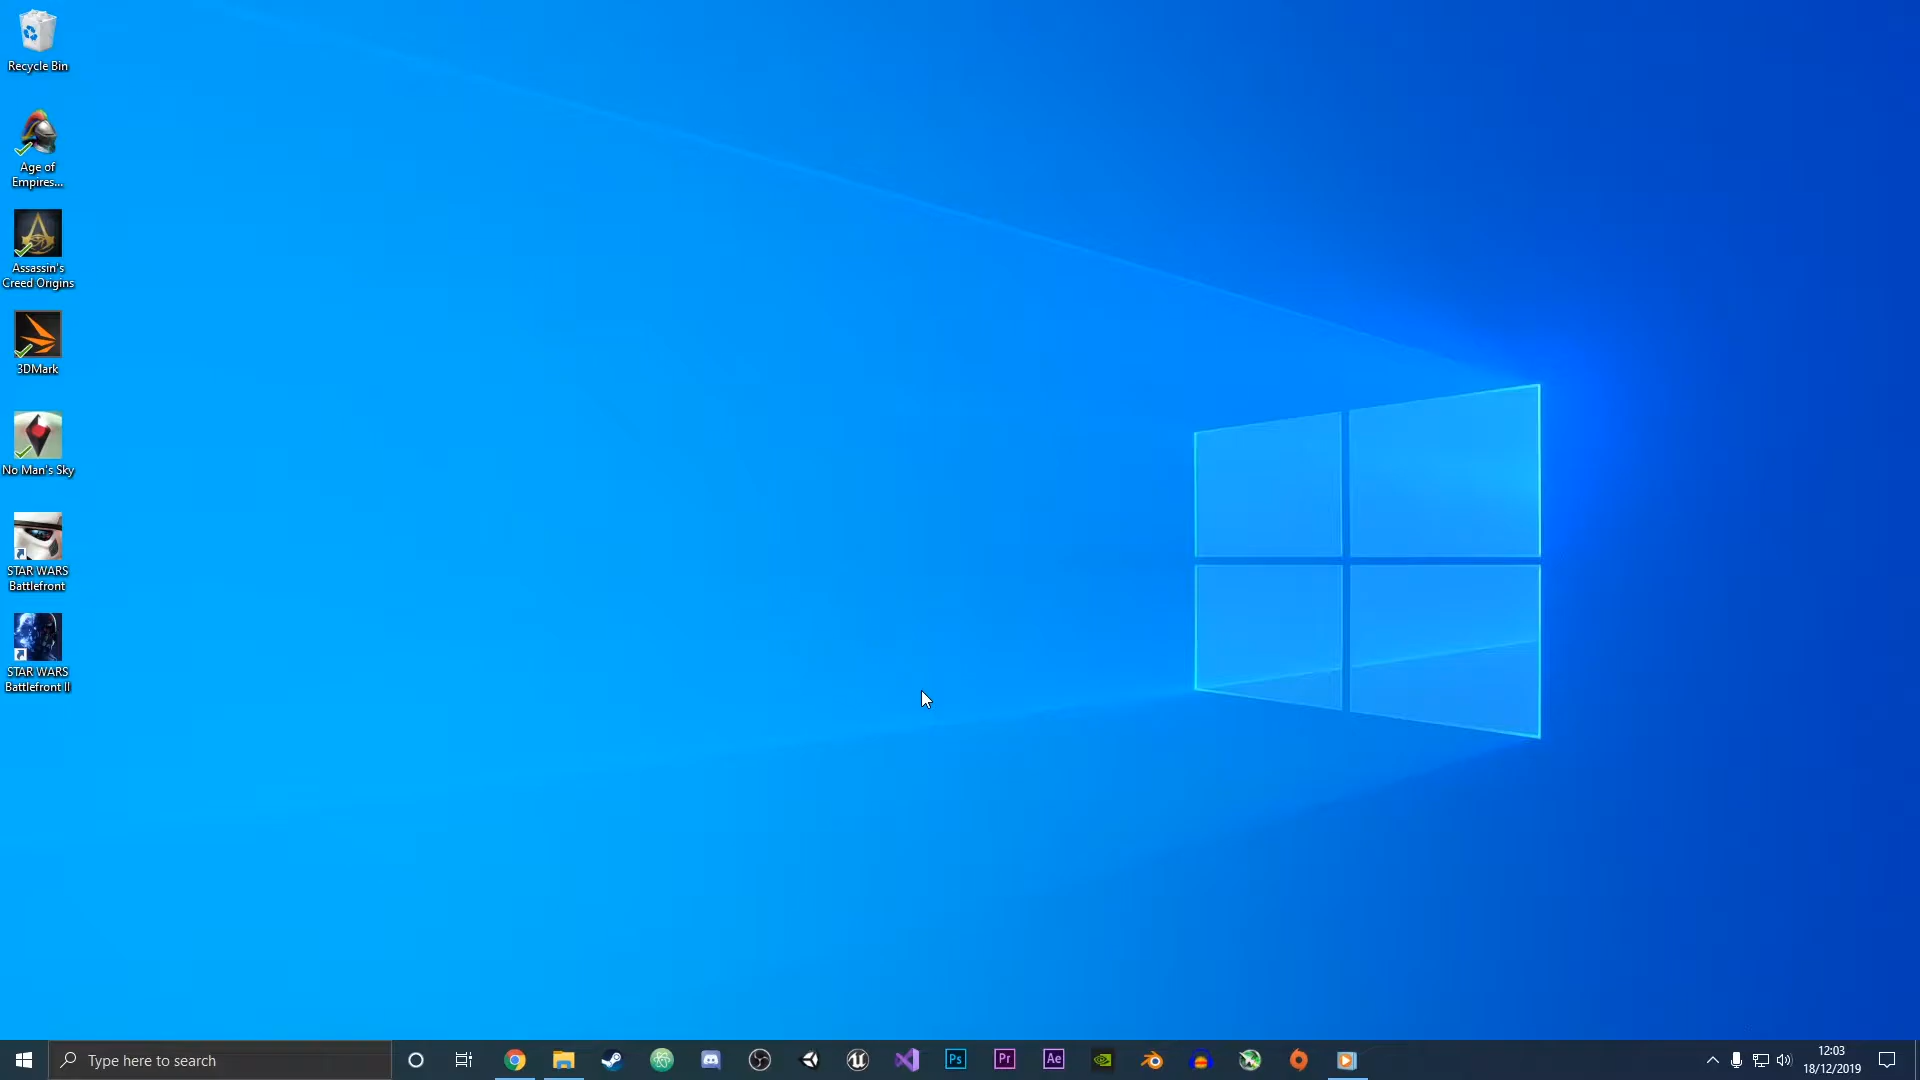 Recycle Bin
Age of
Empires...
Assassin's
Creed Origins
3DMark
No Man's Sky
STAR WARS
Battlefront
STAR WARS
Battlefront II
Type here to search
Ps
Pr
Ae
12:03
18/12/2019